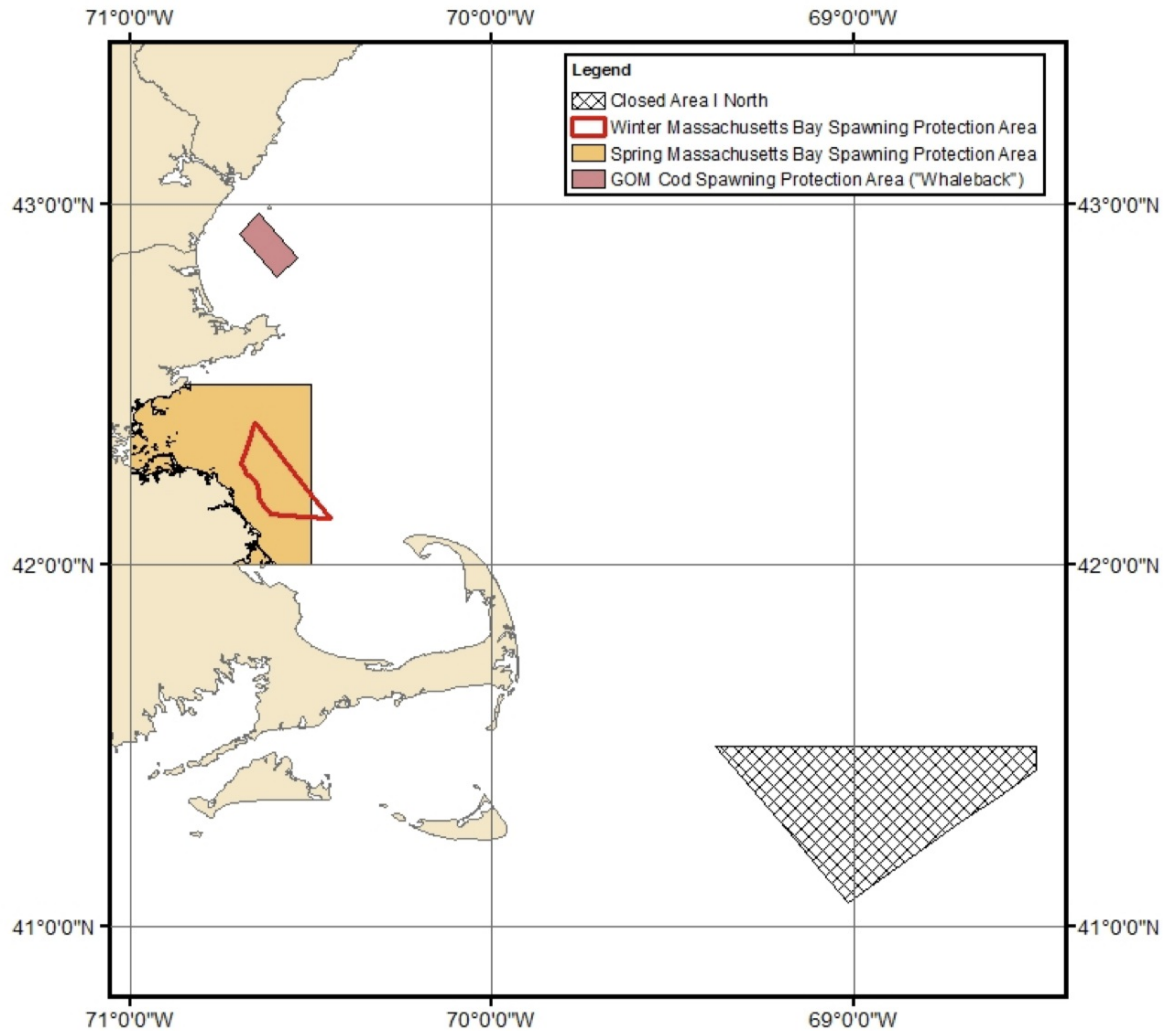 71°0'0"W 70°0'0"W 69°0'0"W
Legend
Closed Area I North
Winter Massachusetts Bay Spawning Protection Area
Spring Massachusetts Bay Spawning Protection Area
GOM Cod Spawning Protection Area ("Whaleback")
43°0'0"N 43°0'0"N
42°0'0"N 42°0'0"N
41°0'0"N 41°0'0"N
71°0'0"W 70°0'0"W 69°0'0"W